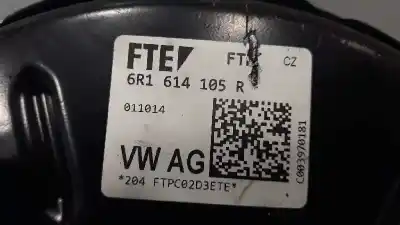 FTE FTE CZ
6R1 614 105 R
011014
VW AG
*204 FTPC02D3ETE*
C003970181